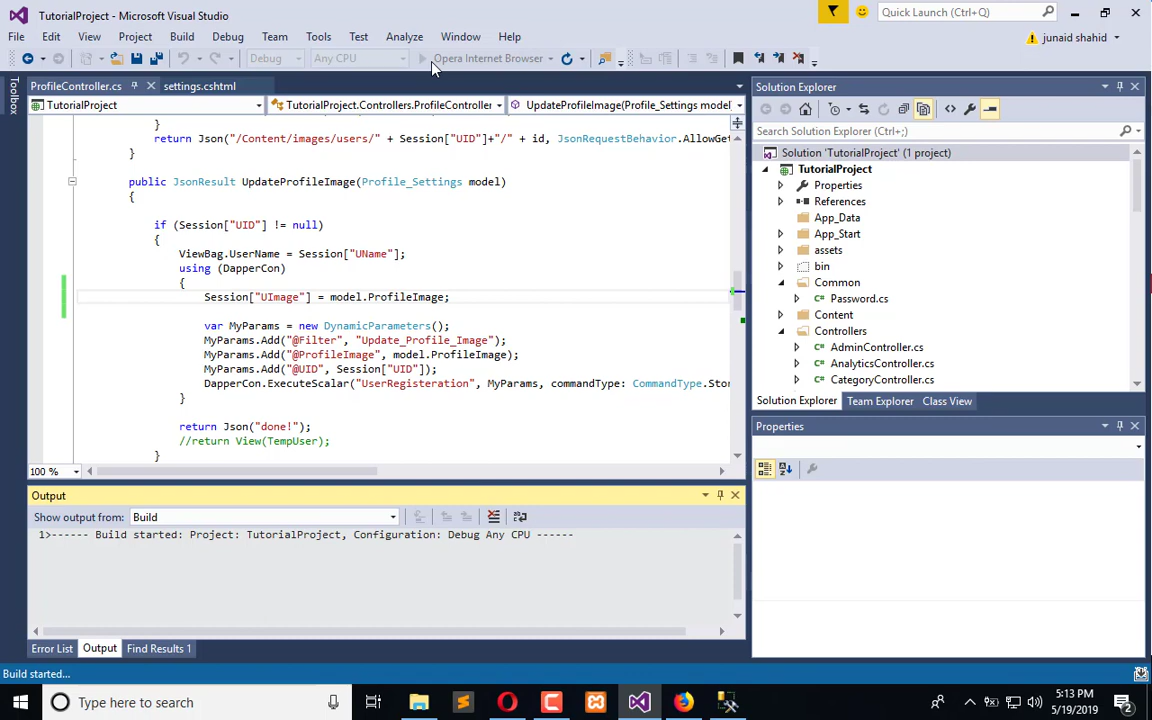 TutorialProject - Microsoft Visual Studio
Quick Launch (Ctrl+Q)
File Edit View Project Build Debug Team Tools Test Analyze Window Help
junaid shahid
Debug Any CPU Opera Internet Browser
Toolbox
ProfileController.cs settings.cshtml
TutorialProject TutorialProject.Controllers.ProfileController UpdateProfileImage(Profile_Settings model
}
return Json("/Content/images/users/" + Session["UID"]+"/" + id, JsonRequestBehavior.AllowGe
}
public JsonResult UpdateProfileImage(Profile_Settings model)
{
if (Session["UID"] != null)
{
ViewBag.UserName = Session["UName"];
using (DapperCon)
{
Session["UImage"] = model.ProfileImage;
var MyParams = new DynamicParameters();
MyParams.Add("@Filter", "Update_Profile_Image");
MyParams.Add("@ProfileImage", model.ProfileImage);
MyParams.Add("@UID", Session["UID"]);
DapperCon.ExecuteScalar("UserRegisteration", MyParams, commandType: CommandType.Stor
}
return Json("done!");
//return View(TempUser);
}
100 %
Output
Show output from: Build
1>------ Build started: Project: TutorialProject, Configuration: Debug Any CPU ------
Error List Output Find Results 1
Solution Explorer
Search Solution Explorer (Ctrl+;)
Solution 'TutorialProject' (1 project)
TutorialProject
Properties
References
App_Data
App_Start
assets
bin
Common
Password.cs
Content
Controllers
AdminController.cs
AnalyticsController.cs
CategoryController.cs
Solution Explorer Team Explorer Class View
Properties
Build started...
Type here to search
5:13 PM
5/19/2019
2